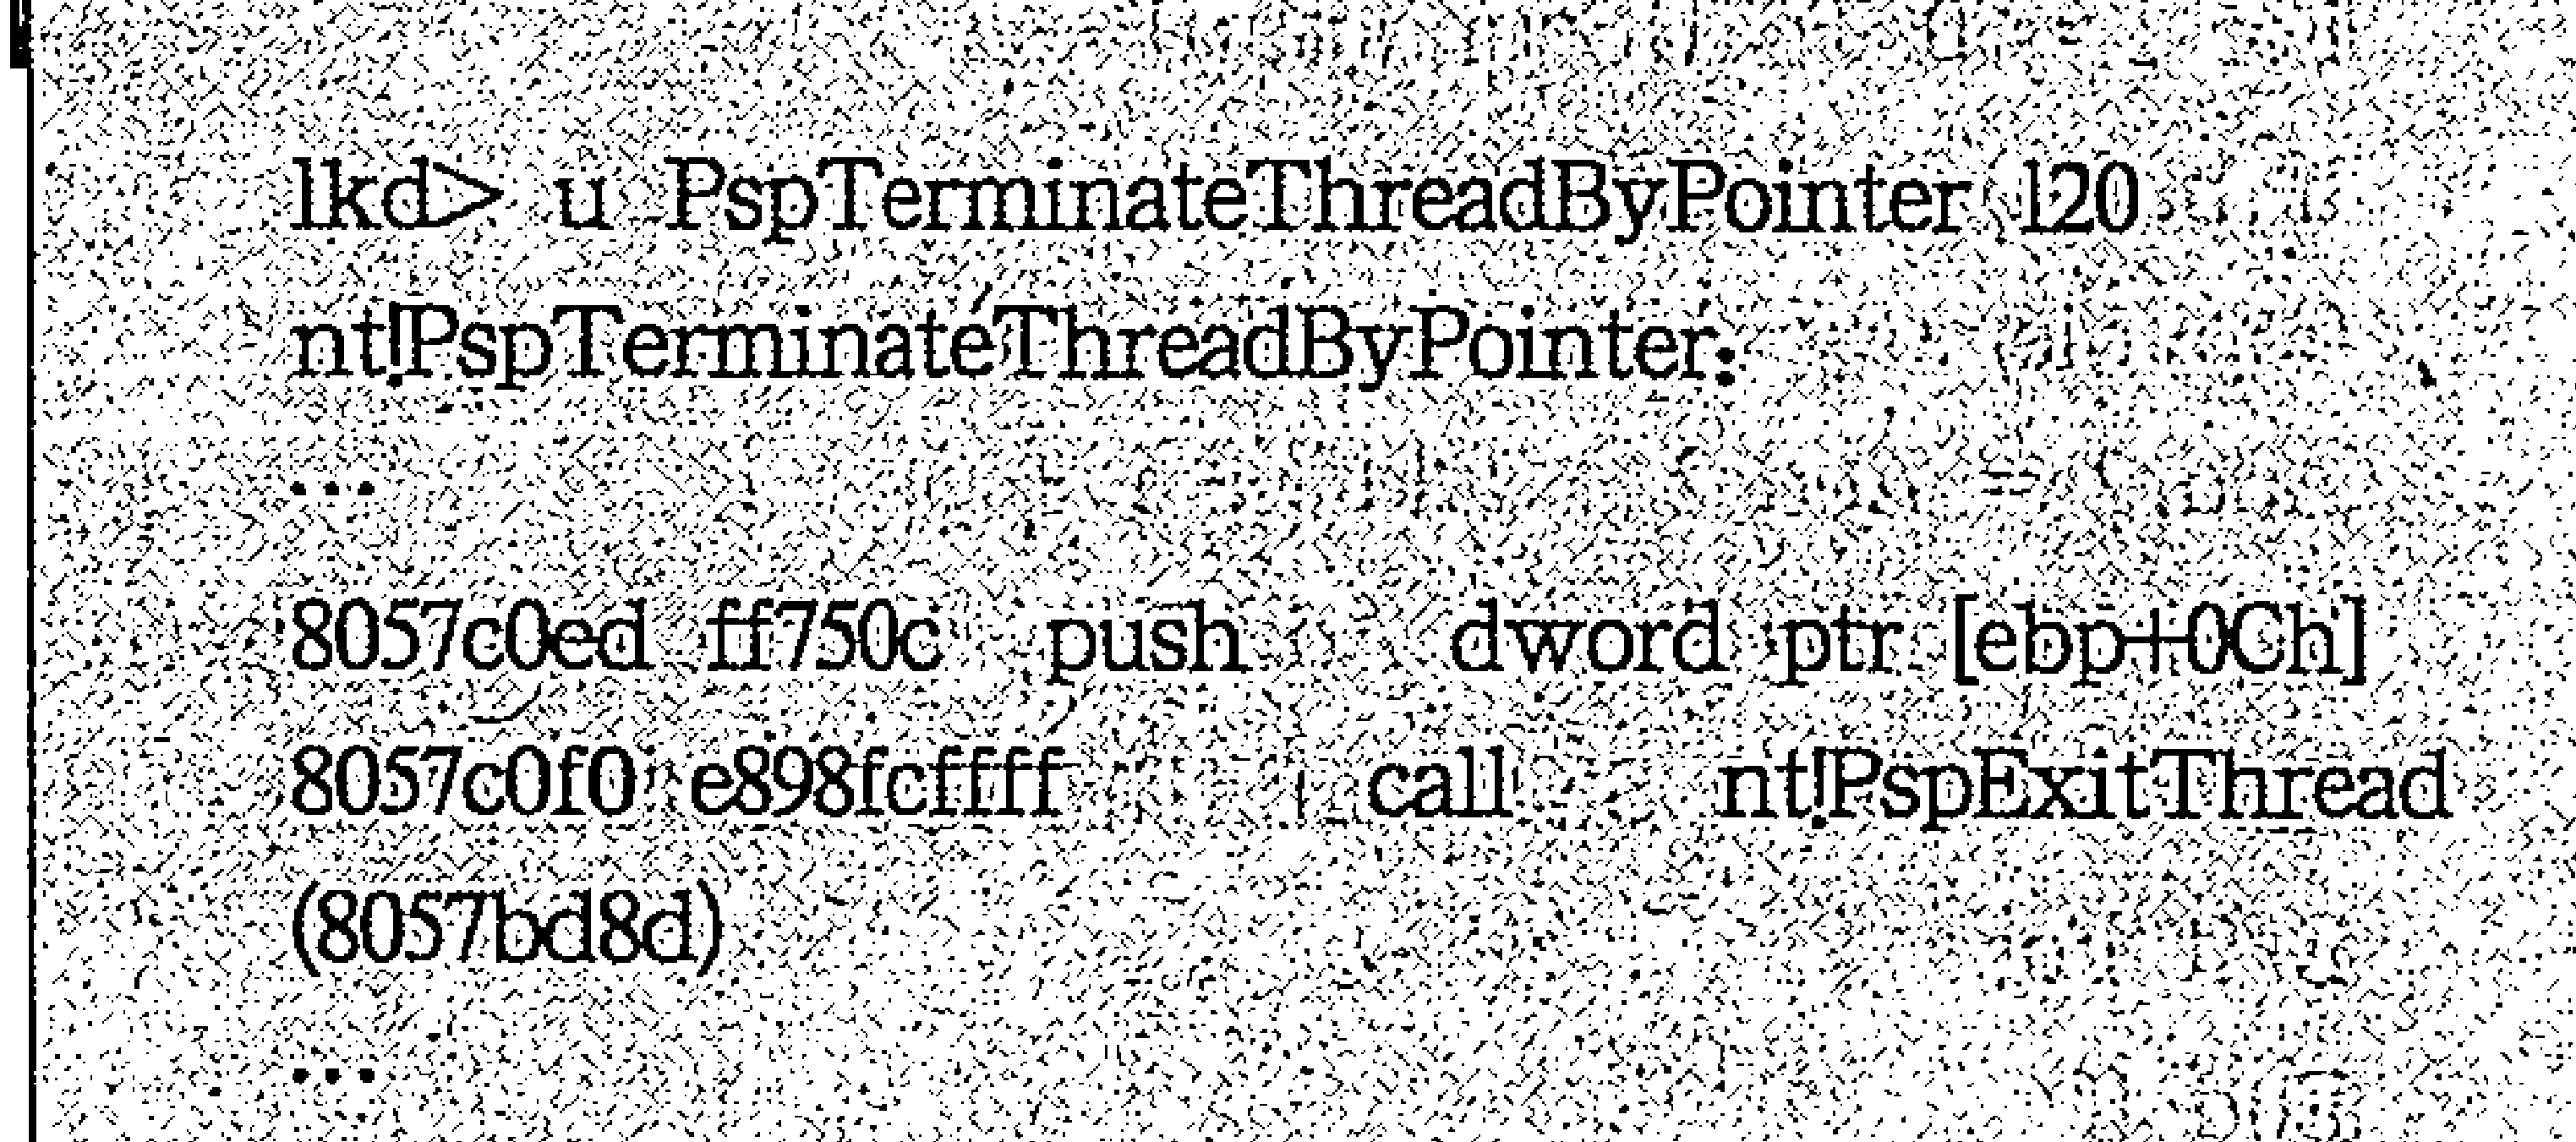 lkd> u PspTerminateThreadByPointer l20
nt!PspTerminateThreadByPointer:
...
8057c0ed ff750c push dword ptr [ebp+0Ch]
8057c0f0 e898fcffff call nt!PspExitThread
(8057bd8d)
...